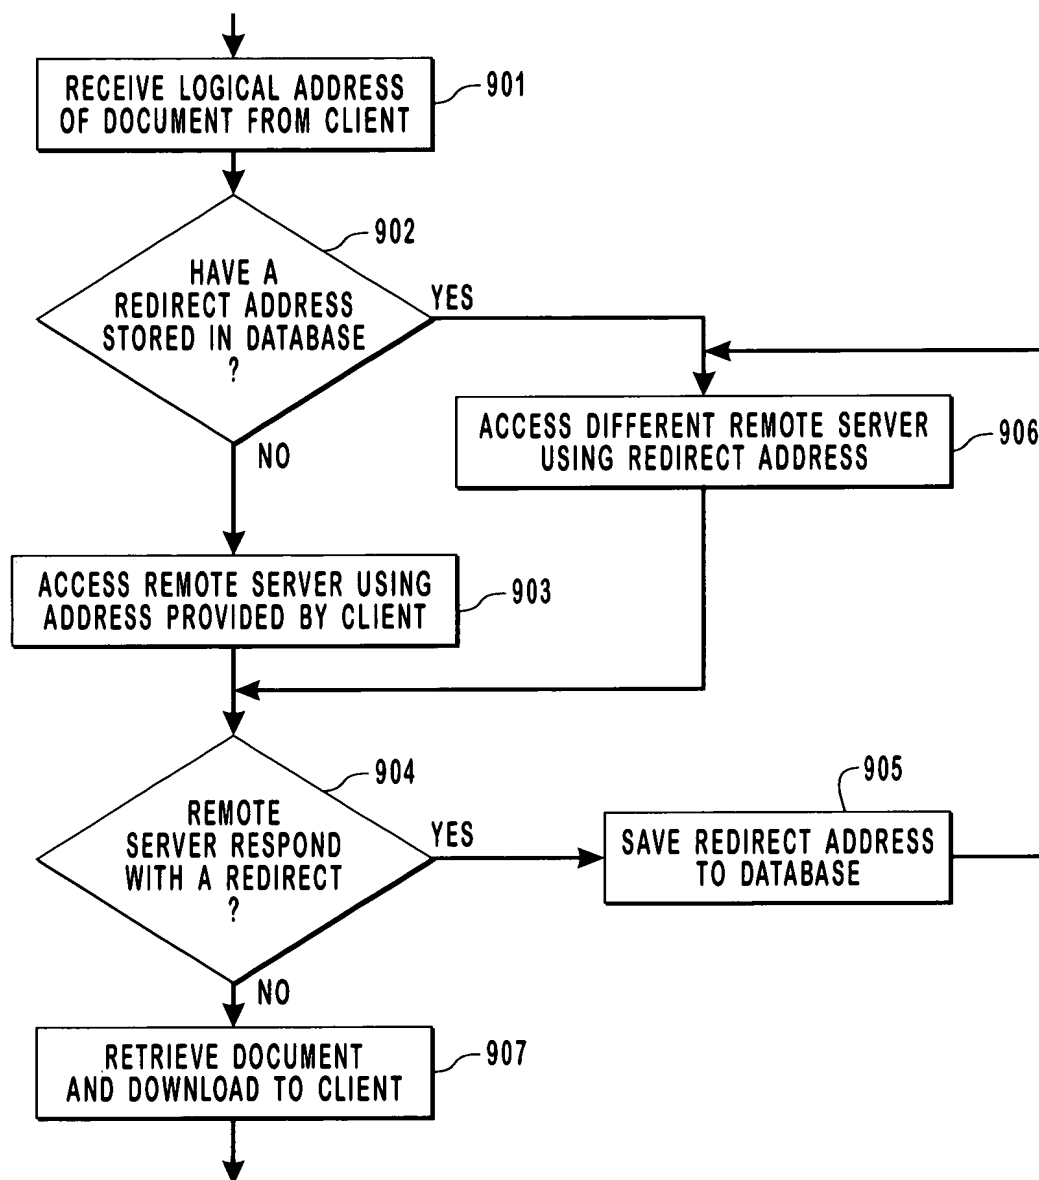 RECEIVE LOGICAL ADDRESS
OF DOCUMENT FROM CLIENT
901
HAVE A
REDIRECT ADDRESS
STORED IN DATABASE
?
902
YES
NO
ACCESS DIFFERENT REMOTE SERVER
USING REDIRECT ADDRESS
906
ACCESS REMOTE SERVER USING
ADDRESS PROVIDED BY CLIENT
903
REMOTE
SERVER RESPOND
WITH A REDIRECT
?
904
YES
NO
SAVE REDIRECT ADDRESS
TO DATABASE
905
RETRIEVE DOCUMENT
AND DOWNLOAD TO CLIENT
907